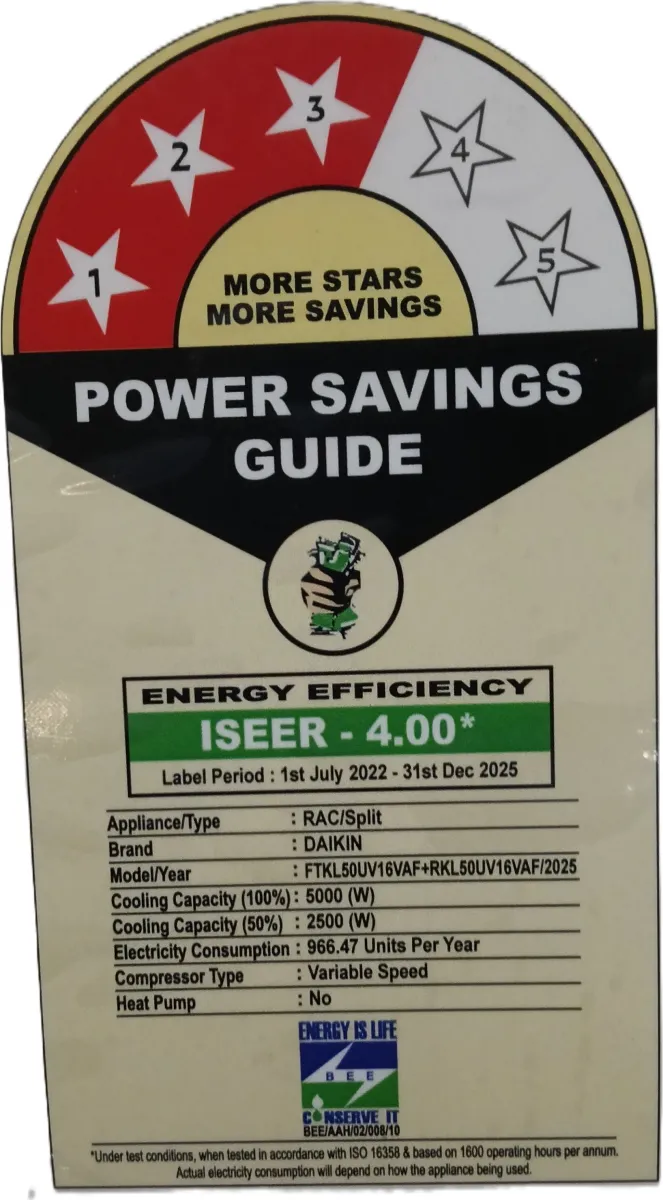 1
2
3
4
5
MORE STARS
MORE SAVINGS
POWER SAVINGS
GUIDE
ENERGY EFFICIENCY
ISEER - 4.00*
Label Period : 1st July 2022 - 31st Dec 2025
Appliance/Type : RAC/Split
Brand : DAIKIN
Model/Year : FTKL50UV16VAF+RKL50UV16VAF/2025
Cooling Capacity (100%) : 5000 (W)
Cooling Capacity (50%) : 2500 (W)
Electricity Consumption : 966.47 Units Per Year
Compressor Type : Variable Speed
Heat Pump : No
ENERGY IS LIFE
BEE
CONSERVE IT
BEE/AAH/02/008/10
*Under test conditions, when tested in accordance with ISO 16358 & based on 1600 operating hours per annum.
Actual electricity consumption will depend on how the appliance being used.